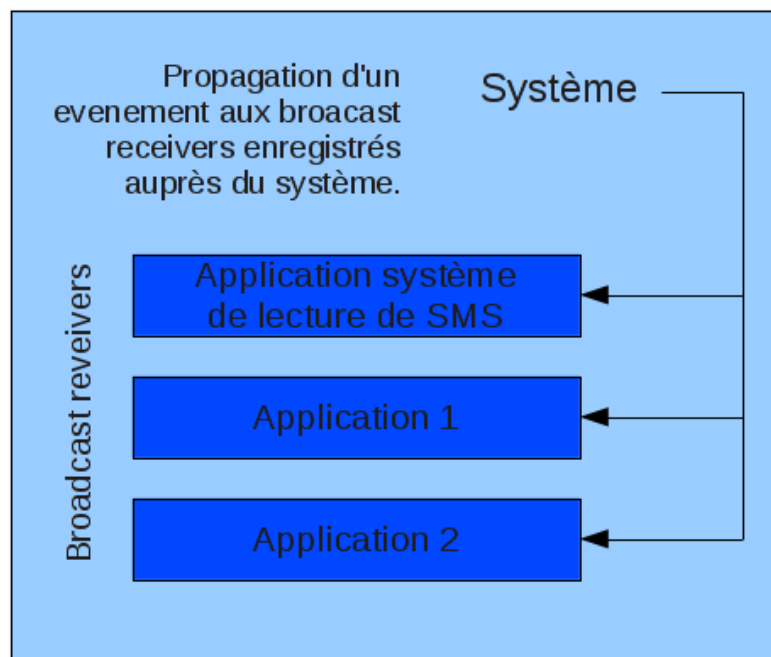 Propagation d'un
evenement aux broacast
receivers enregistrés
auprès du système.
Système
Broadcast reveivers
Application système
de lecture de SMS
Application 1
Application 2